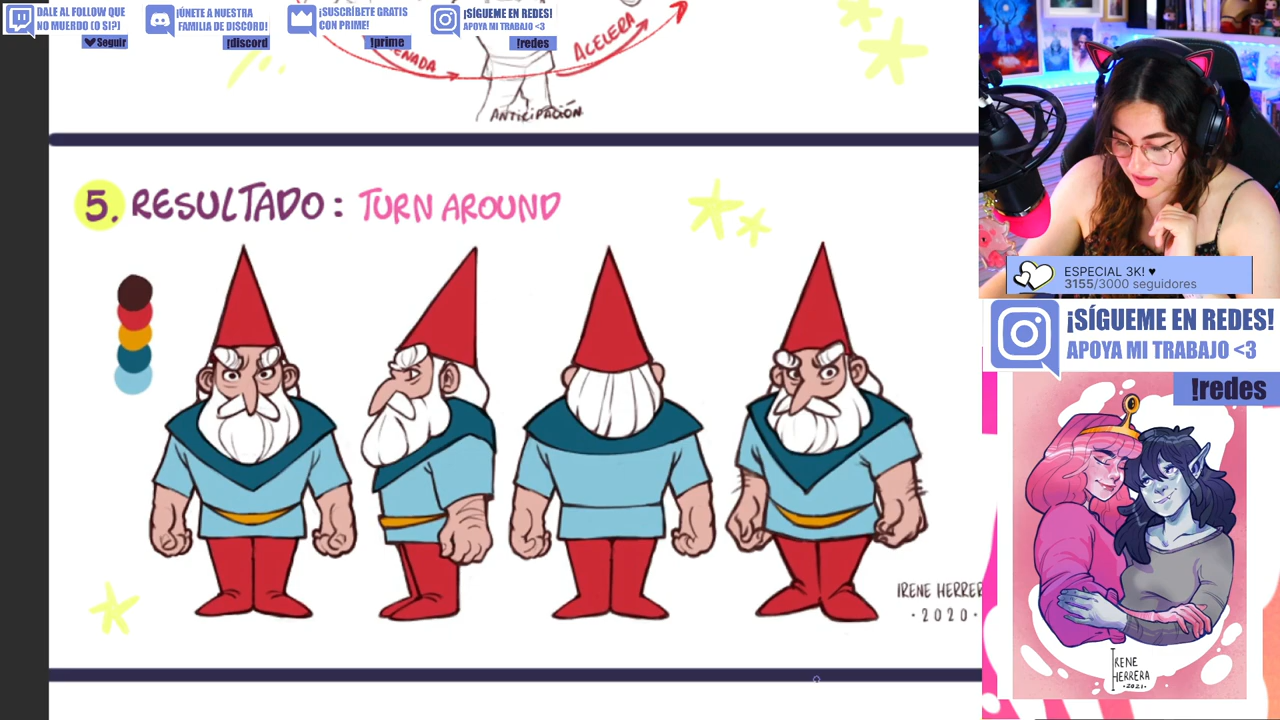 DALE AL FOLLOW QUE
NO MUERDO (O SI?)
Seguir
¡ÚNETE A NUESTRA
FAMILIA DE DISCORD!
!discord
¡SUSCRÍBETE GRATIS
CON PRIME!
!prime
¡SÍGUEME EN REDES!
APOYA MI TRABAJO <3
!redes
ACELERA
ANTICIPACIÓN
5. RESULTADO: TURN AROUND
IRENE HERRER
· 2020 ·
ESPECIAL 3K! ♥
3155/3000 seguidores
¡SÍGUEME EN REDES!
APOYA MI TRABAJO <3
!redes
IRENE
HERRERA
·2021·